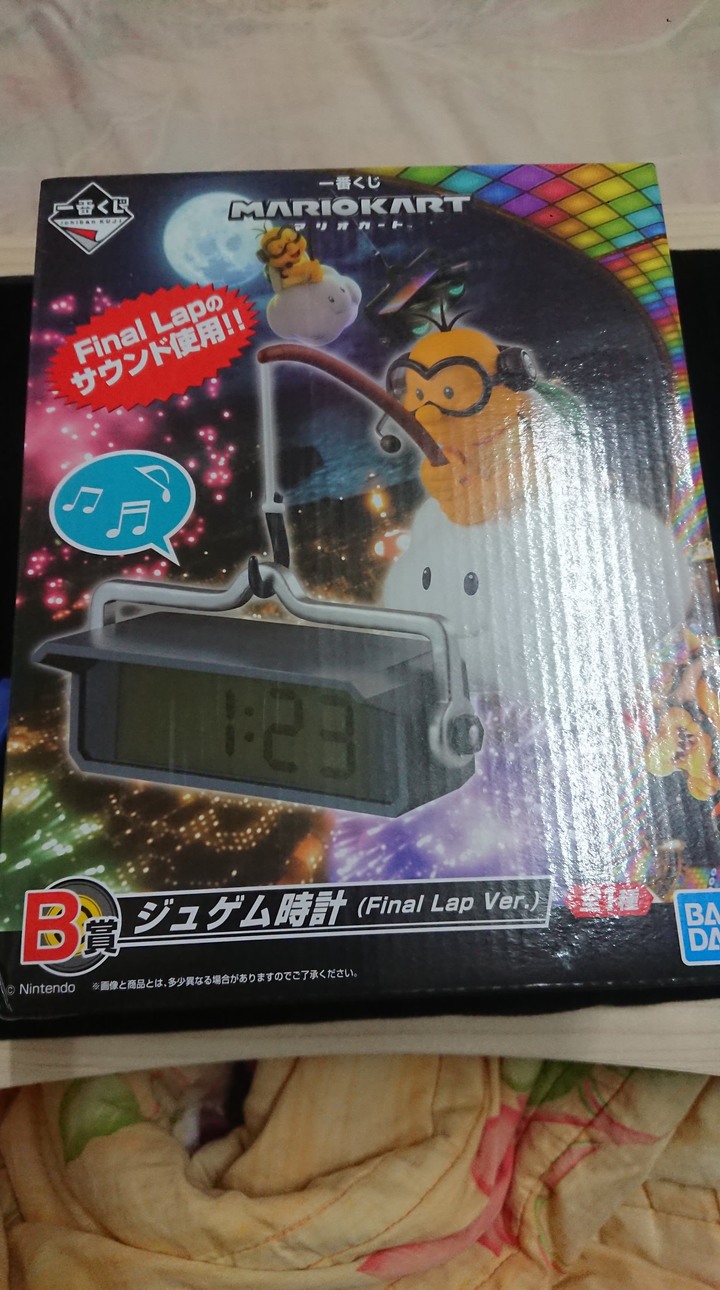 一番くじ
ichiban KUJI
一番くじ
MARIOKART
マリオカート
Final Lapの
サウンド使用!!
1:23
B賞
ジュゲム時計 (Final Lap Ver.)
全1種
BA
DA
© Nintendo
※画像と商品とは、多少異なる場合がありますのでご了承ください。